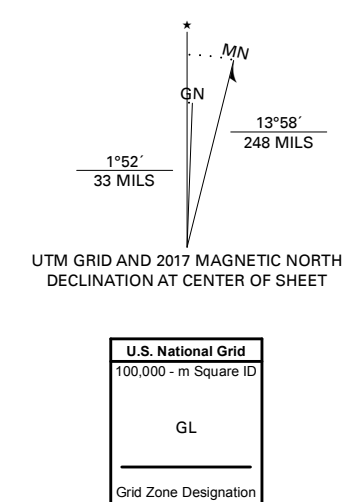 ★
MN
GN
13°58´
248 MILS
1°52´
33 MILS
UTM GRID AND 2017 MAGNETIC NORTH
DECLINATION AT CENTER OF SHEET
U.S. National Grid
100,000 - m Square ID
GL
Grid Zone Designation